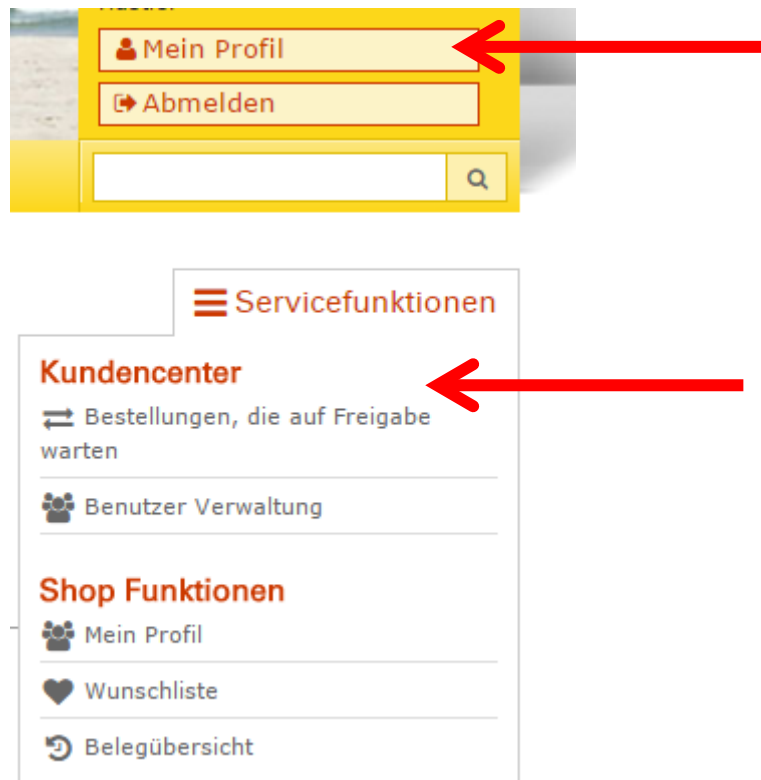 Mein Profil
Abmelden
Servicefunktionen
Kundencenter
Bestellungen, die auf Freigabe
warten
Benutzer Verwaltung
Shop Funktionen
Mein Profil
Wunschliste
Belegübersicht